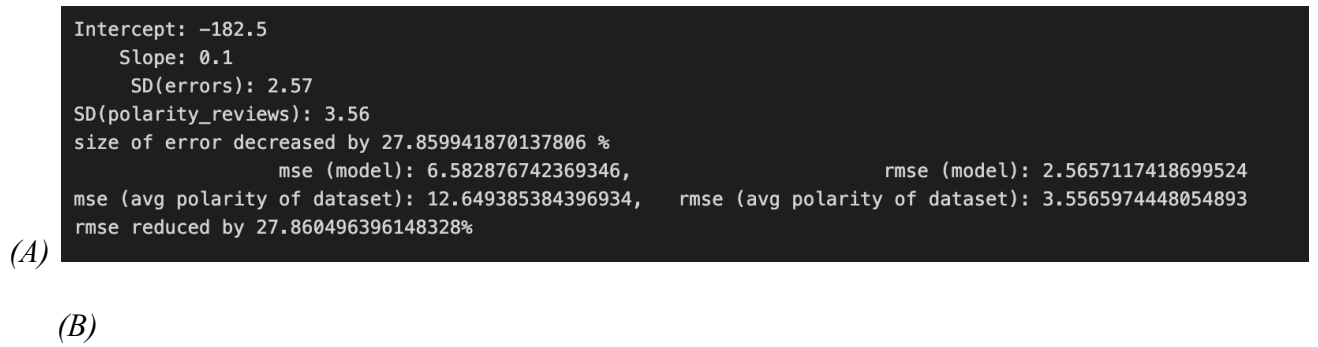 Intercept: -182.5
Slope: 0.1
SD(errors): 2.57
SD(polarity_reviews): 3.56
size of error decreased by 27.859941870137806 %
mse (model): 6.582876742369346, rmse (model): 2.5657117418699524
mse (avg polarity of dataset): 12.649385384396934, rmse (avg polarity of dataset): 3.5565974448054893
rmse reduced by 27.860496396148328%
(A)
(B)